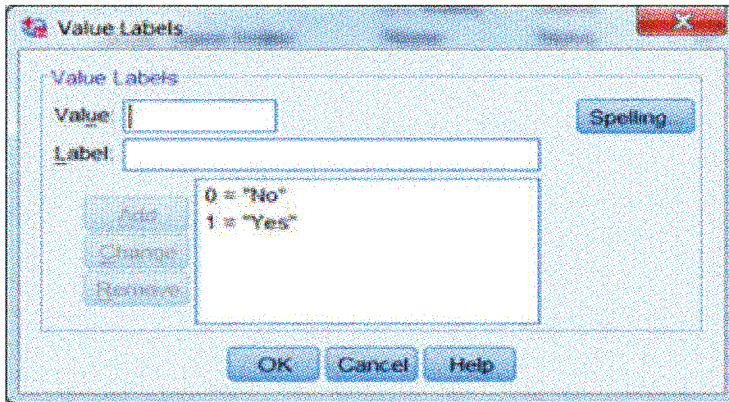 Value Labels
Value Labels
Value:
Spelling...
Label:
0 = "No"
1 = "Yes"
Add
Change
Remove
OK
Cancel
Help